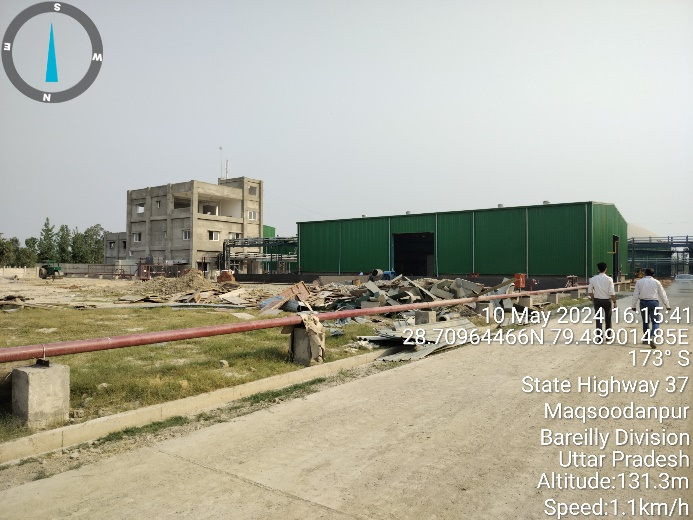 S
E
W
N
10 May 2024 16:15:41
28.70964466N 79.48901485E
173° S
State Highway 37
Maqsoodanpur
Bareilly Division
Uttar Pradesh
Altitude:131.3m
Speed:1.1km/h